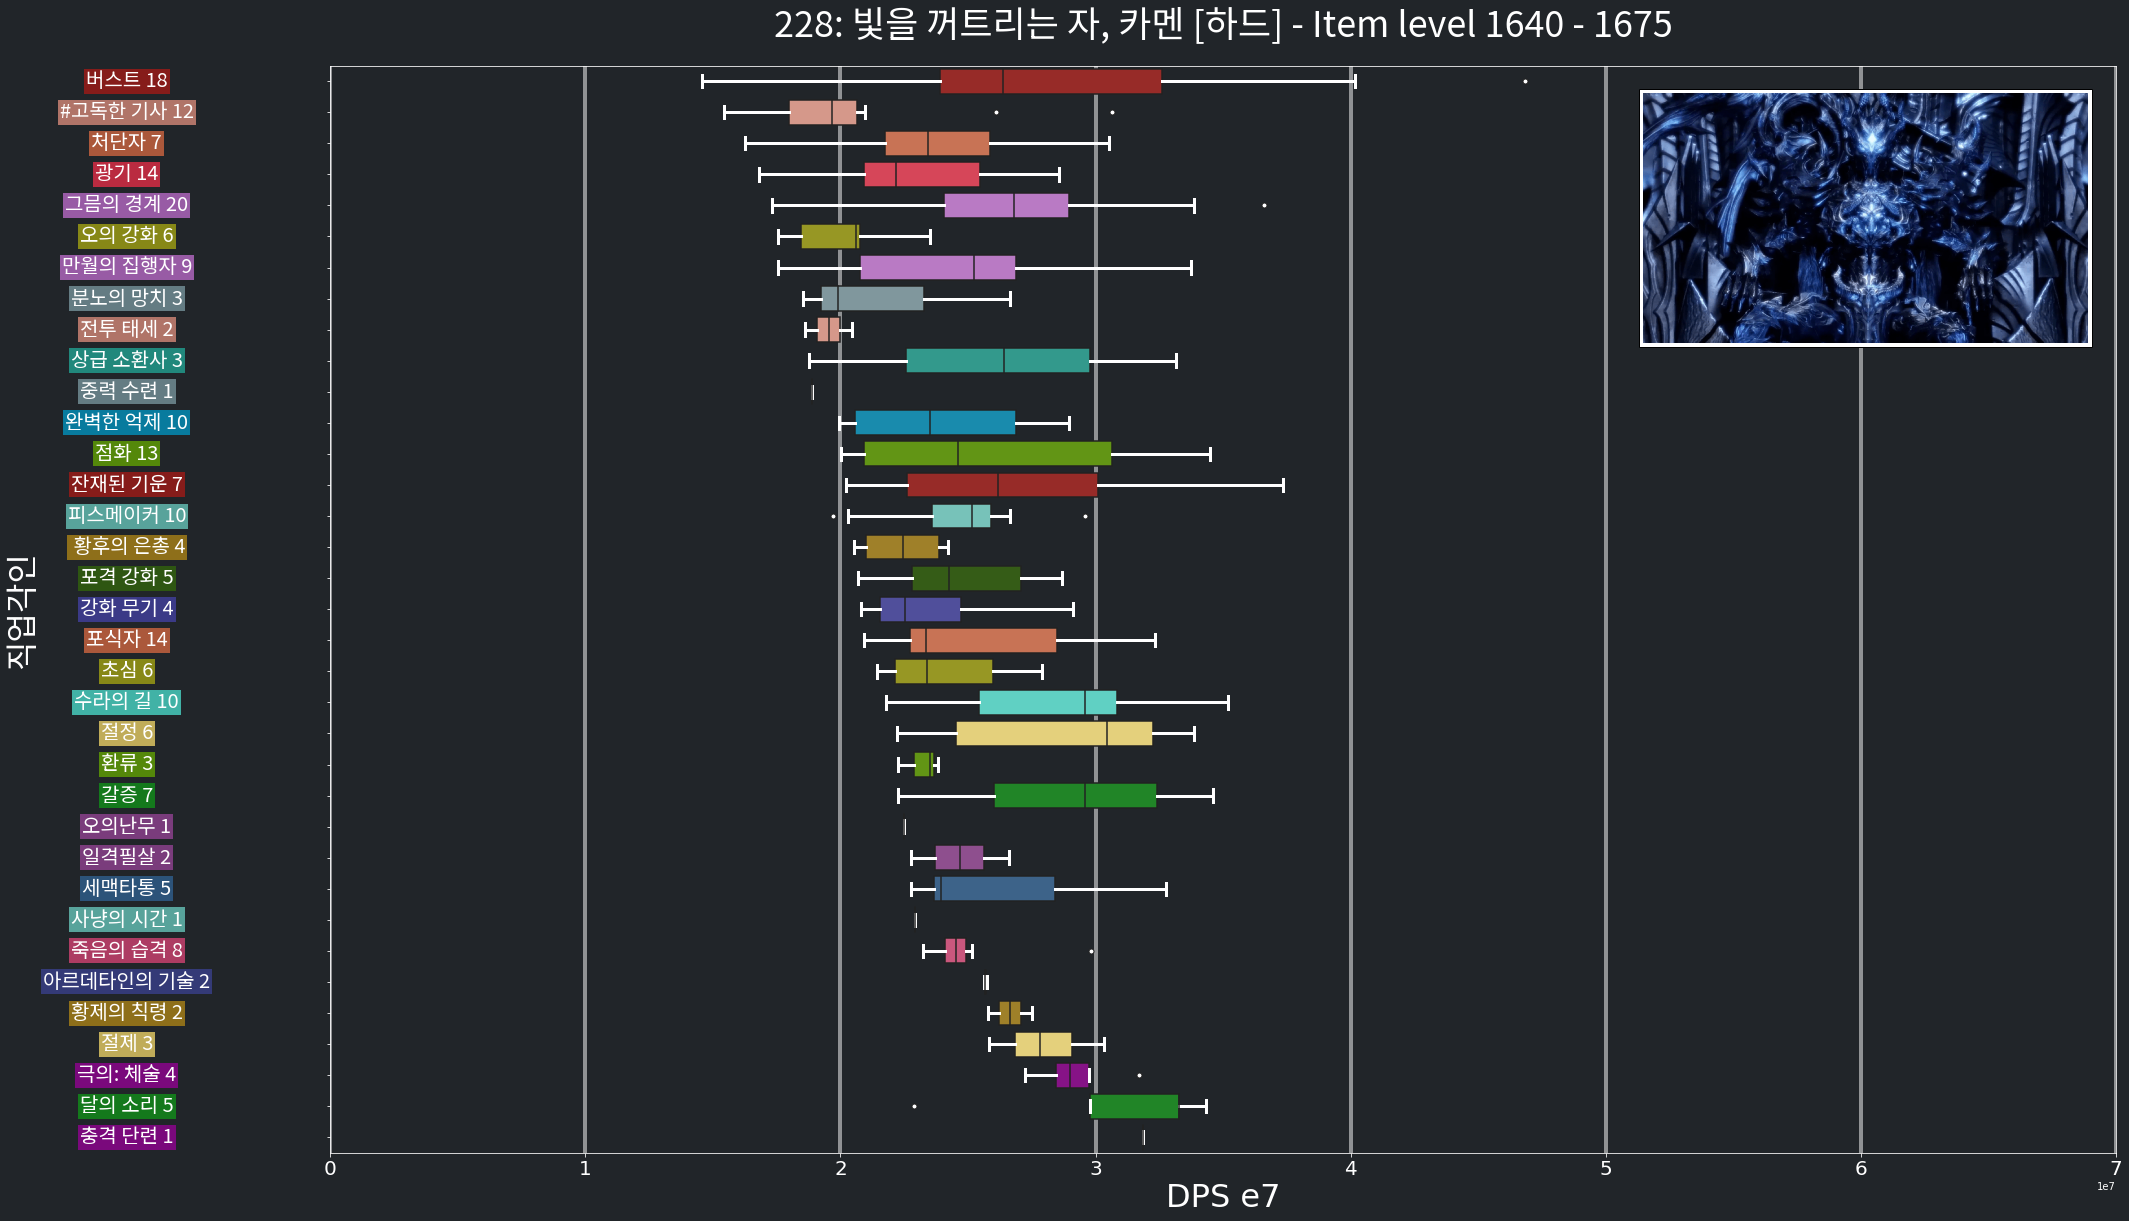 228: 빛을 꺼트리는 자, 카멘 [하드] - Item level 1640 - 1675
버스트 18
#고독한 기사 12
처단자 7
광기 14
그믐의 경계 20
오의 강화 6
만월의 집행자 9
분노의 망치 3
전투 태세 2
상급 소환사 3
중력 수련 1
완벽한 억제 10
점화 13
잔재된 기운 7
피스메이커 10
황후의 은총 4
포격 강화 5
강화 무기 4
포식자 14
초심 6
수라의 길 10
절정 6
환류 3
갈증 7
오의난무 1
일격필살 2
세맥타통 5
사냥의 시간 1
죽음의 습격 8
아르데타인의 기술 2
황제의 칙령 2
절제 3
극의: 체술 4
달의 소리 5
충격 단련 1
직업각인
0 1 2 3 4 5 6 7
1e7
DPS e7